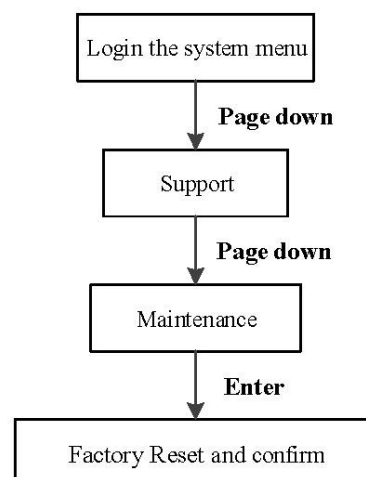 Login the system menu
Page down
Support
Page down
Maintenance
Enter
Factory Reset and confirm